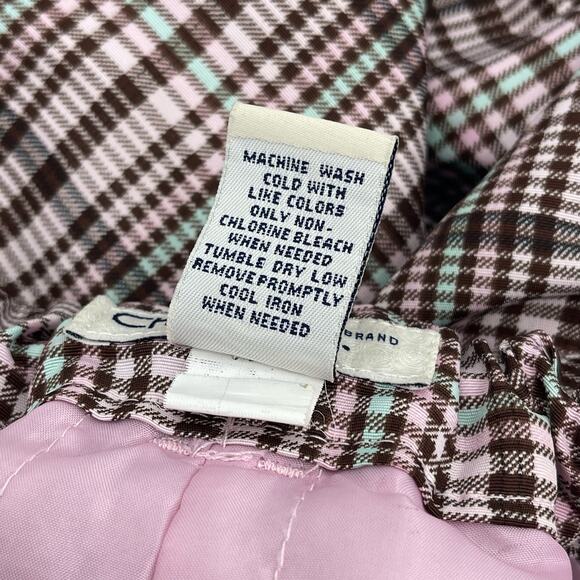 MACHINE WASH
COLD WITH
LIKE COLORS
ONLY NON-
CHLORINE BLEACH
WHEN NEEDED
TUMBLE DRY LOW
REMOVE PROMPTLY
COOL IRON
WHEN NEEDED
BRAND